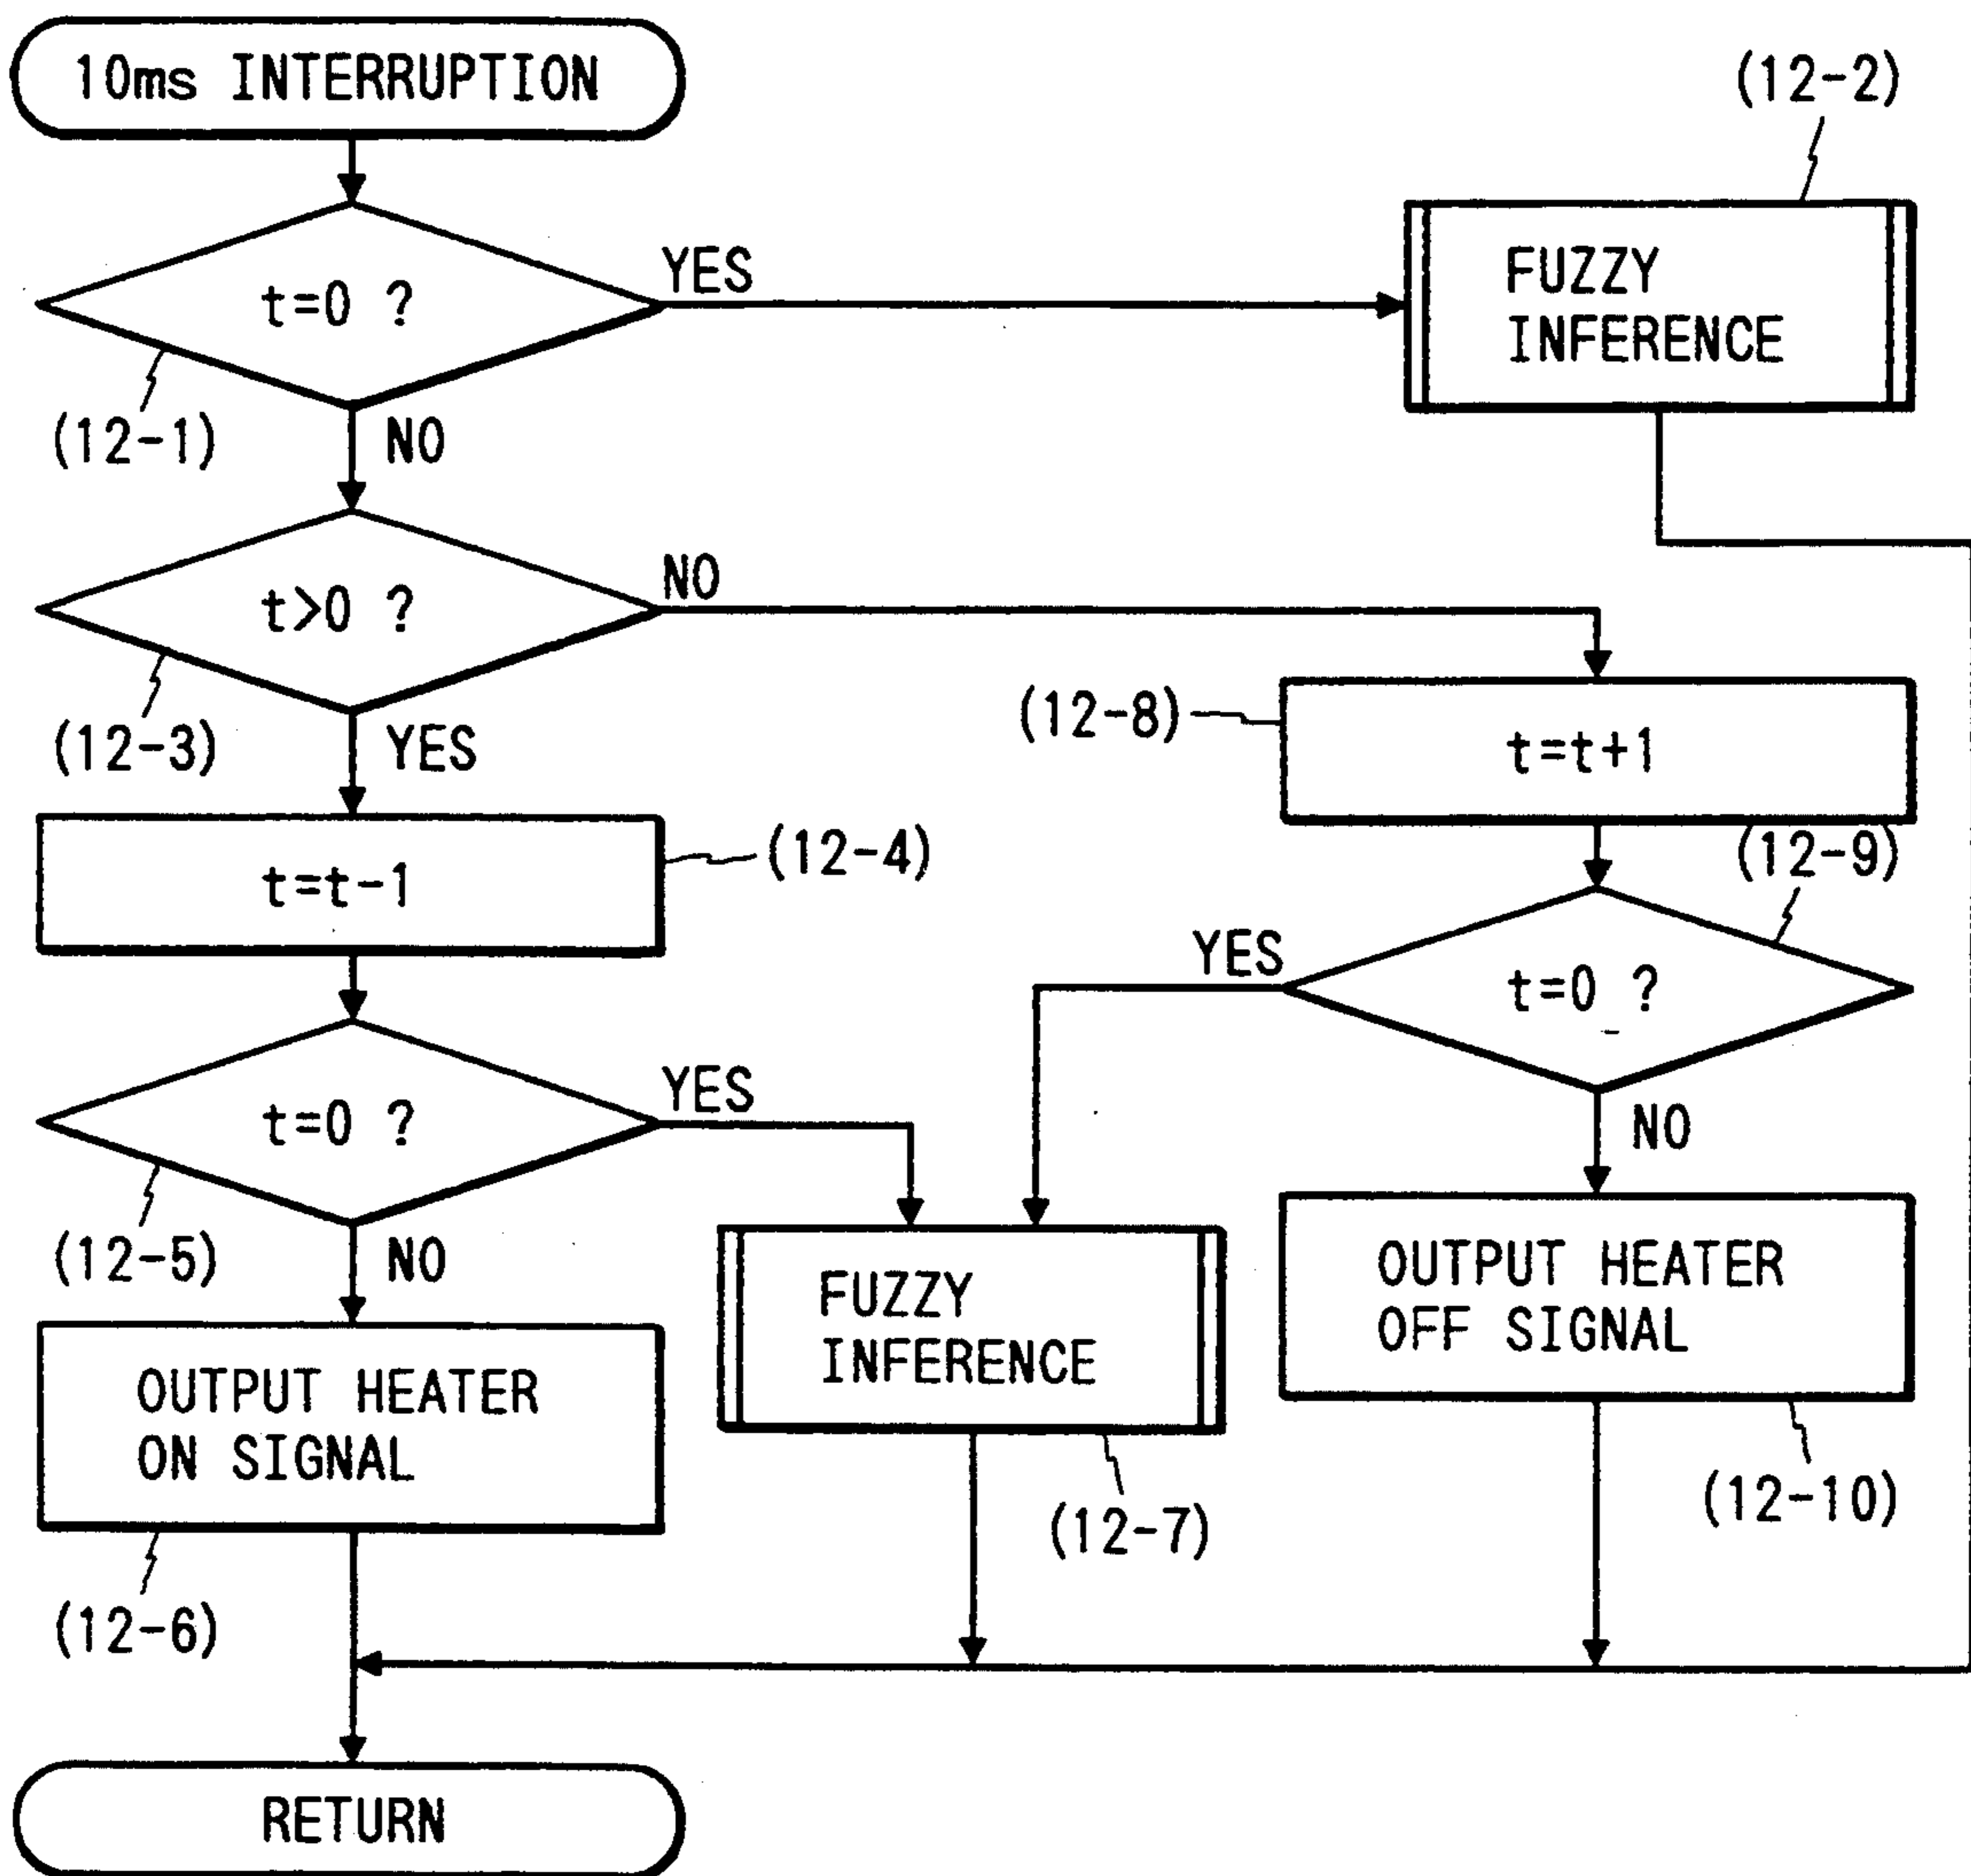 10ms INTERRUPTION
(12-2)
t=0 ?
YES
FUZZY
INFERENCE
(12-1)
NO
t>0 ?
NO
(12-3)
YES
(12-8)
t=t+1
t=t-1
(12-4)
(12-9)
YES
t=0 ?
t=0 ?
YES
NO
(12-5)
NO
FUZZY
INFERENCE
OUTPUT HEATER
OFF SIGNAL
OUTPUT HEATER
ON SIGNAL
(12-7)
(12-10)
(12-6)
RETURN